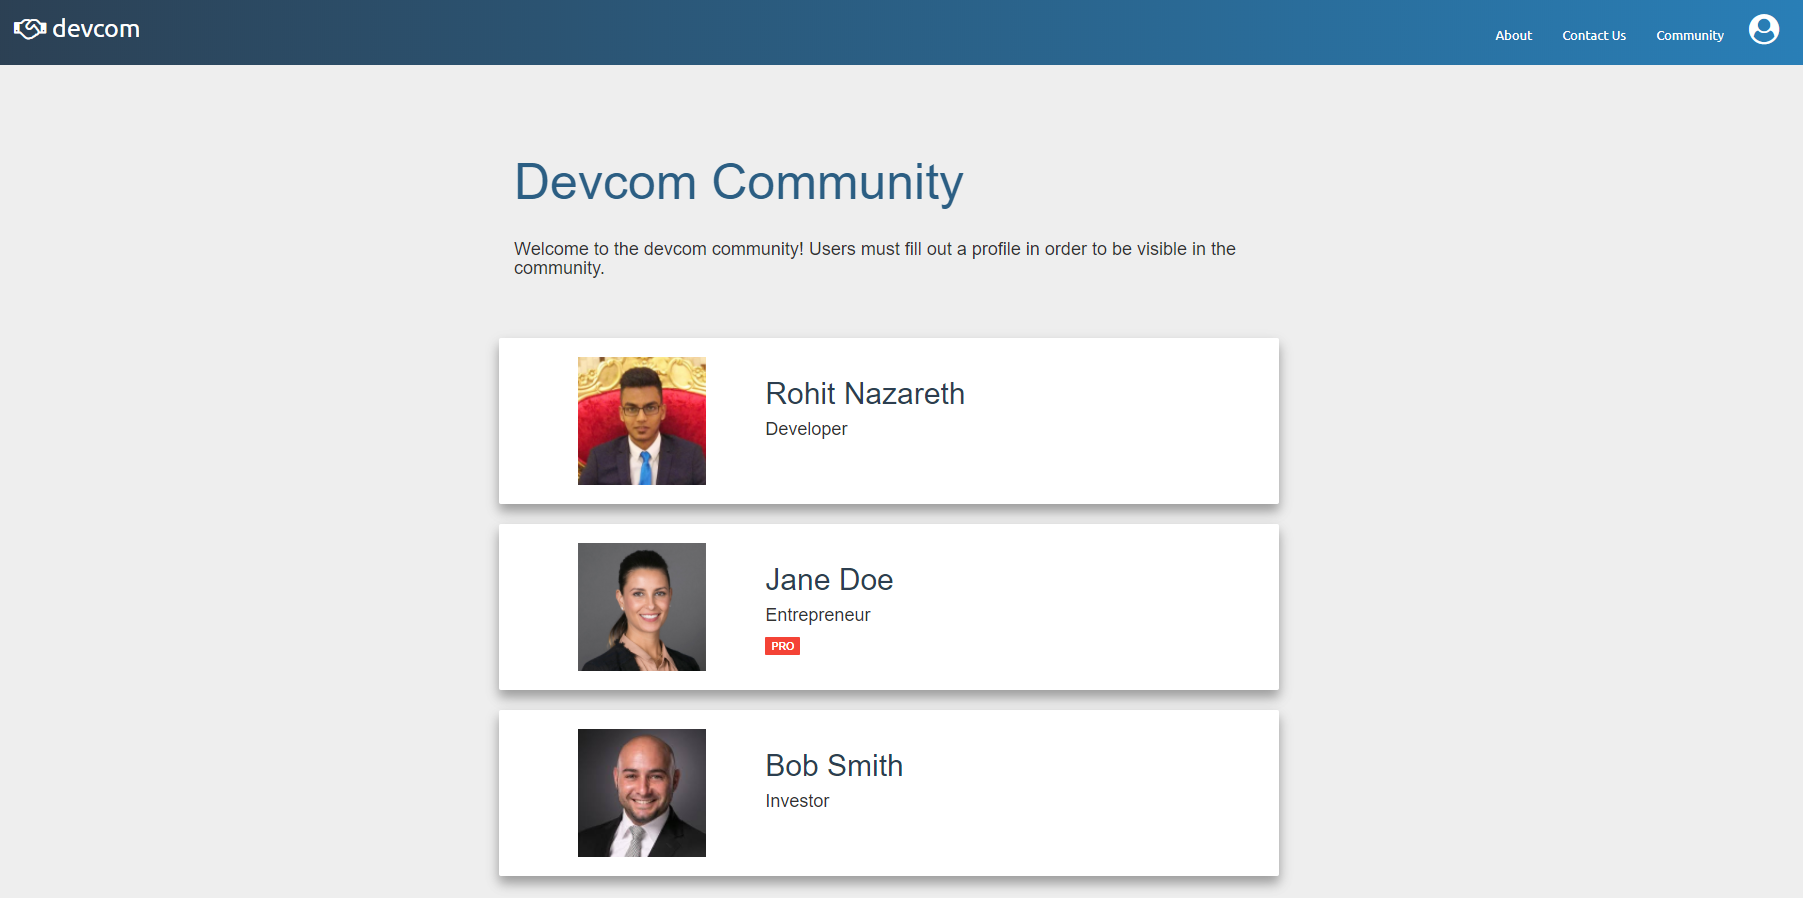 devcom
About
Contact Us
Community
Devcom Community
Welcome to the devcom community! Users must fill out a profile in order to be visible in the
community.
Rohit Nazareth
Developer
Jane Doe
Entrepreneur
PRO
Bob Smith
Investor